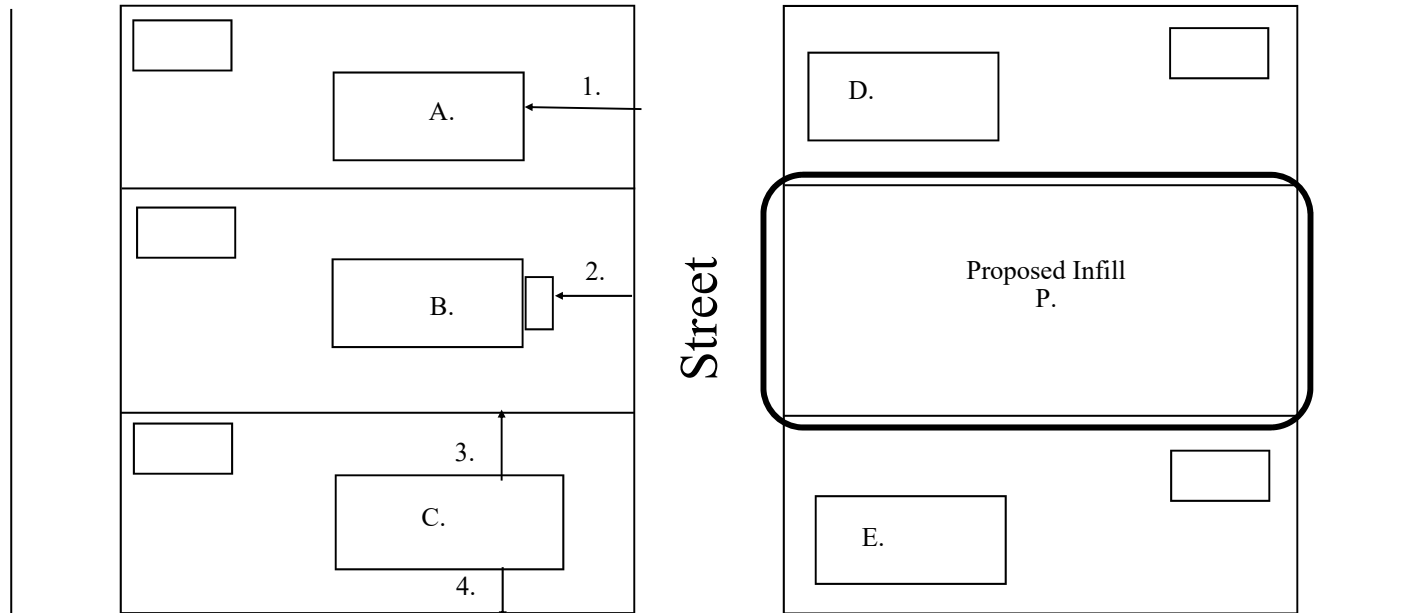 1.
A.
2.
B.
3.
C.
4.
Street
D.
Proposed Infill
P.
E.